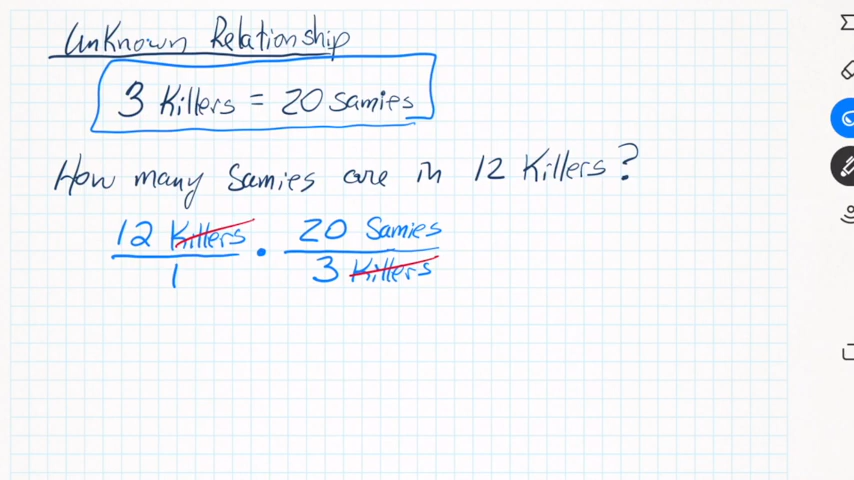 Unknown Relationship
3 Killers = 20 Samies
How many Samies are in 12 Killers?
12 Killers / 1 • 20 Samies / 3 Killers